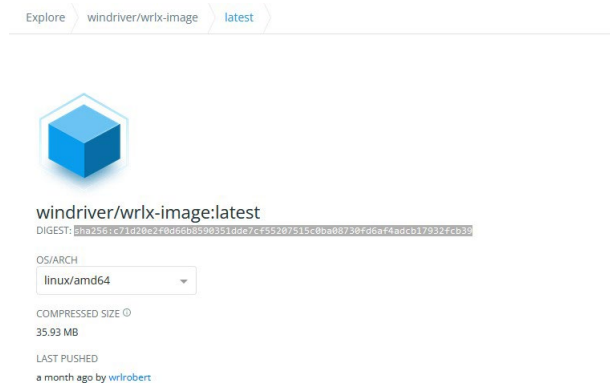 Explore windriver/wrlx-image latest
windriver/wrlx-image:latest
DIGEST: sha256:c71d20e2f0d66b8590351dde7cf55207515c0ba08730fd6af4adcb17932fcb39
OS/ARCH
linux/amd64
COMPRESSED SIZE
35.93 MB
LAST PUSHED
a month ago by wrlrobert